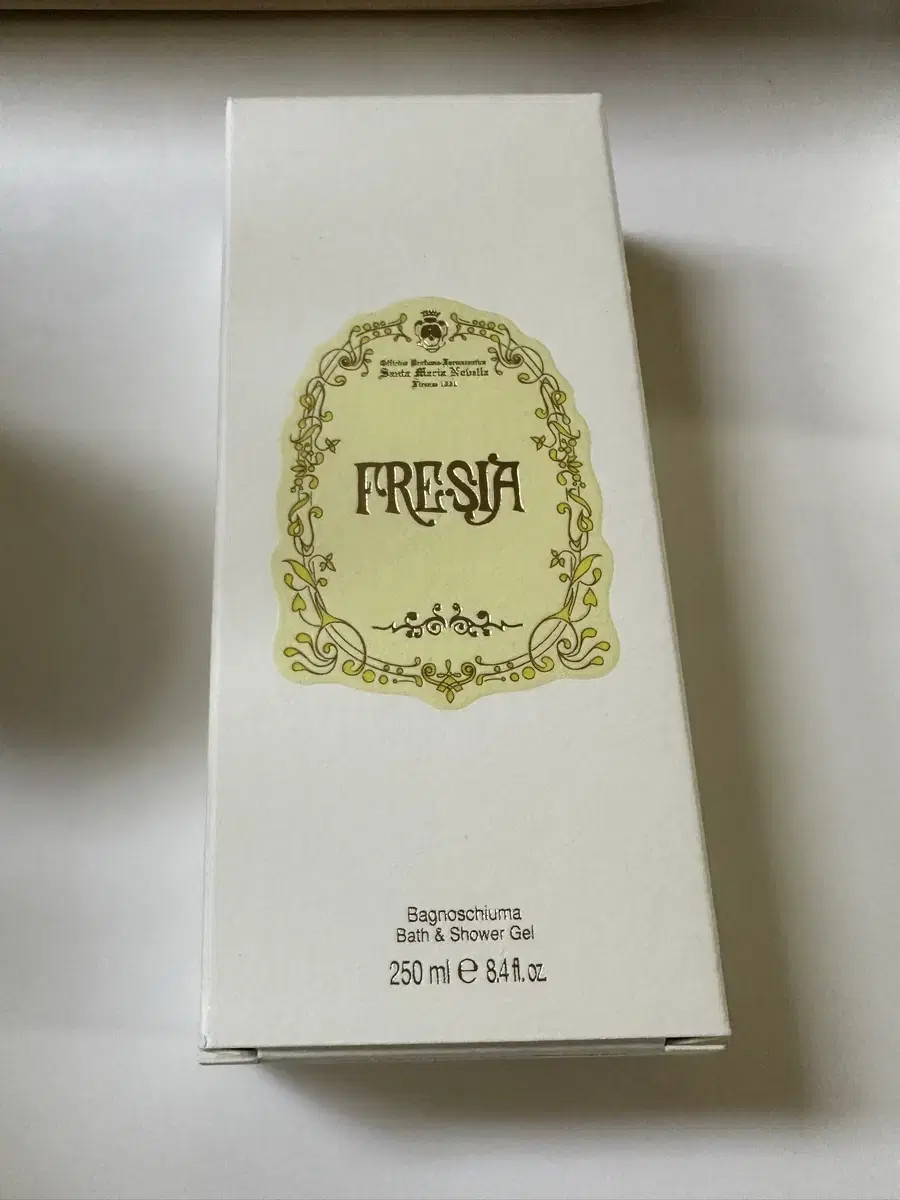 Officina Profumo-Farmaceutica
Santa Maria Novella
Firenze 1221
FRESIA
Bagnoschiuma
Bath & Shower Gel
250 ml ℮ 8.4 fl. oz.